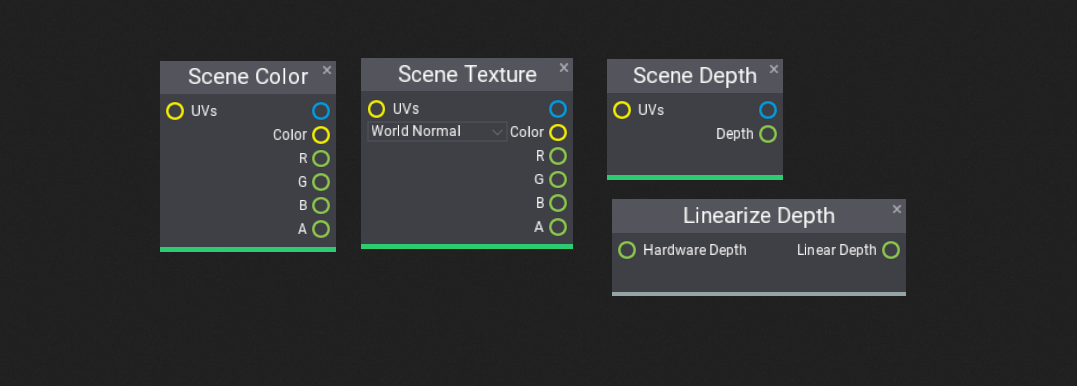 Scene Color ×
UVs
Color
R
G
B
A
Scene Texture ×
UVs
World Normal Color
R
G
B
A
Scene Depth ×
UVs
Depth
Linearize Depth ×
Hardware Depth Linear Depth